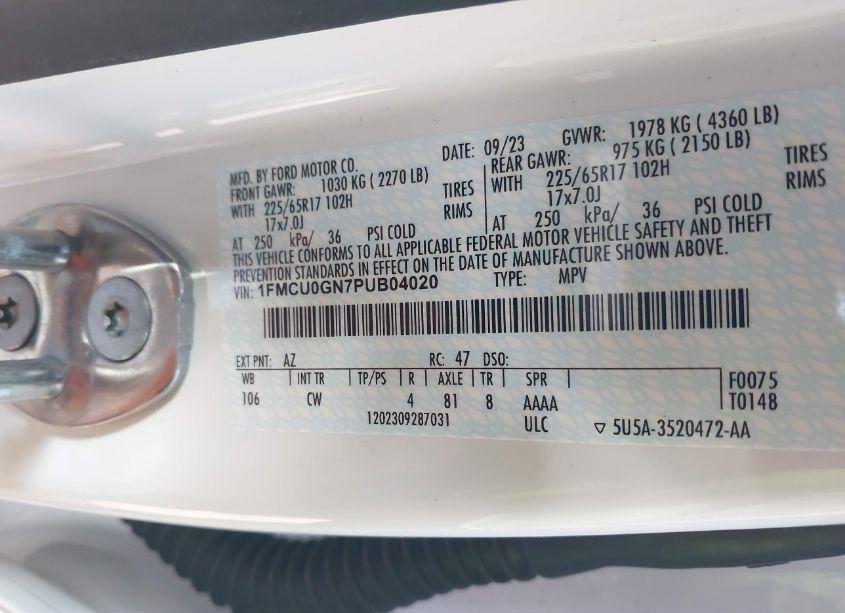 MFD. BY FORD MOTOR CO.
DATE: 09/23 GVWR: 1978 KG ( 4360 LB)
FRONT GAWR: 1030 KG ( 2270 LB)
REAR GAWR: 975 KG ( 2150 LB)
WITH 225/65R17 102H TIRES
WITH 225/65R17 102H TIRES
17x7.0J RIMS
17x7.0J RIMS
AT 250 kPa/ 36 PSI COLD
AT 250 kPa/ 36 PSI COLD
THIS VEHICLE CONFORMS TO ALL APPLICABLE FEDERAL MOTOR VEHICLE SAFETY AND THEFT
PREVENTION STANDARDS IN EFFECT ON THE DATE OF MANUFACTURE SHOWN ABOVE.
VIN: 1FMCU0GN7PUB04020 TYPE: MPV
EXT PNT: AZ RC: 47 DSO:
WB INT TR TP/PS R AXLE TR SPR F0075
106 CW 4 81 8 AAAA T0148
1202309287031 ULC ▽ 5U5A-3520472-AA